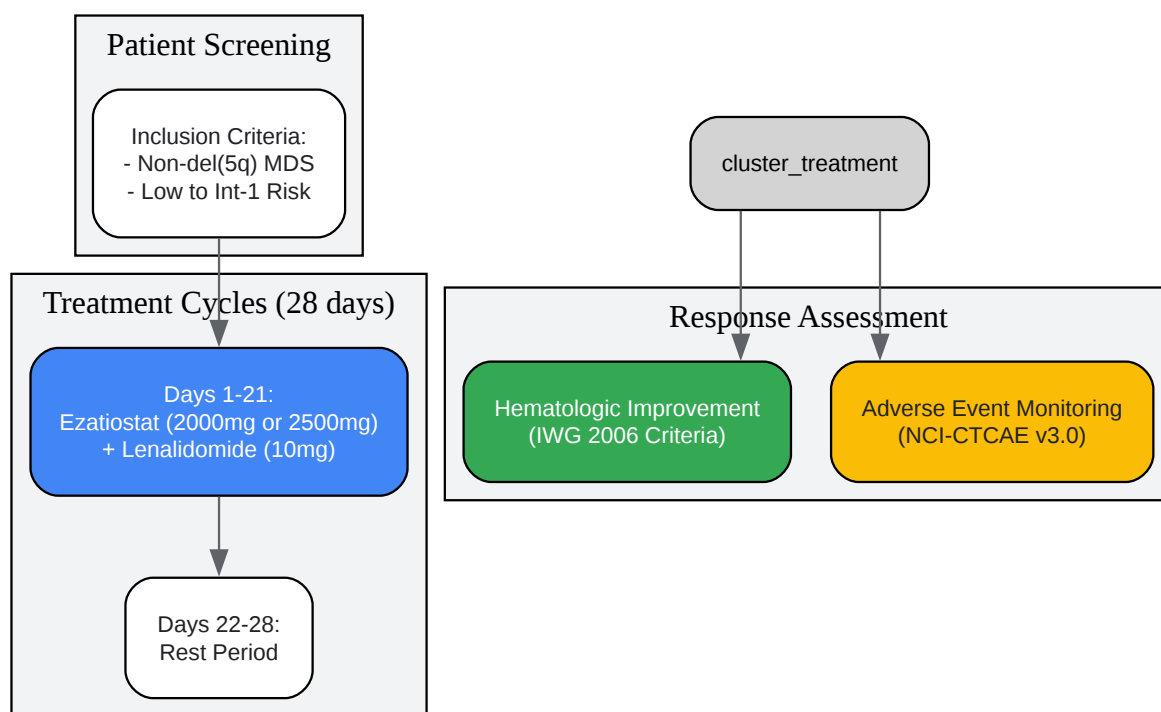 Patient Screening
Inclusion Criteria:
- Non-del(5q) MDS
- Low to Int-1 Risk
Treatment Cycles (28 days)
Days 1-21:
Ezatiostat (2000mg or 2500mg)
+ Lenalidomide (10mg)
Days 22-28:
Rest Period
cluster_treatment
Response Assessment
Hematologic Improvement
(IWG 2006 Criteria)
Adverse Event Monitoring
(NCI-CTCAE v3.0)